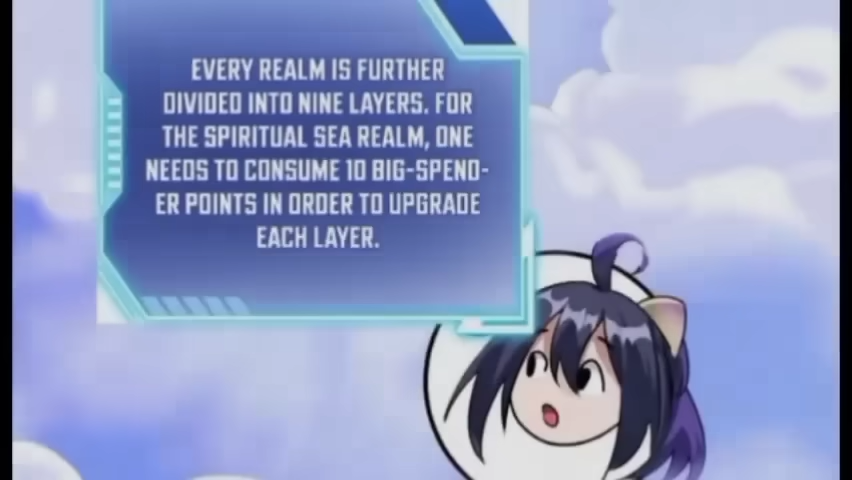 EVERY REALM IS FURTHER
DIVIDED INTO NINE LAYERS. FOR
THE SPIRITUAL SEA REALM, ONE
NEEDS TO CONSUME 10 BIG-SPEND-
ER POINTS IN ORDER TO UPGRADE
EACH LAYER.